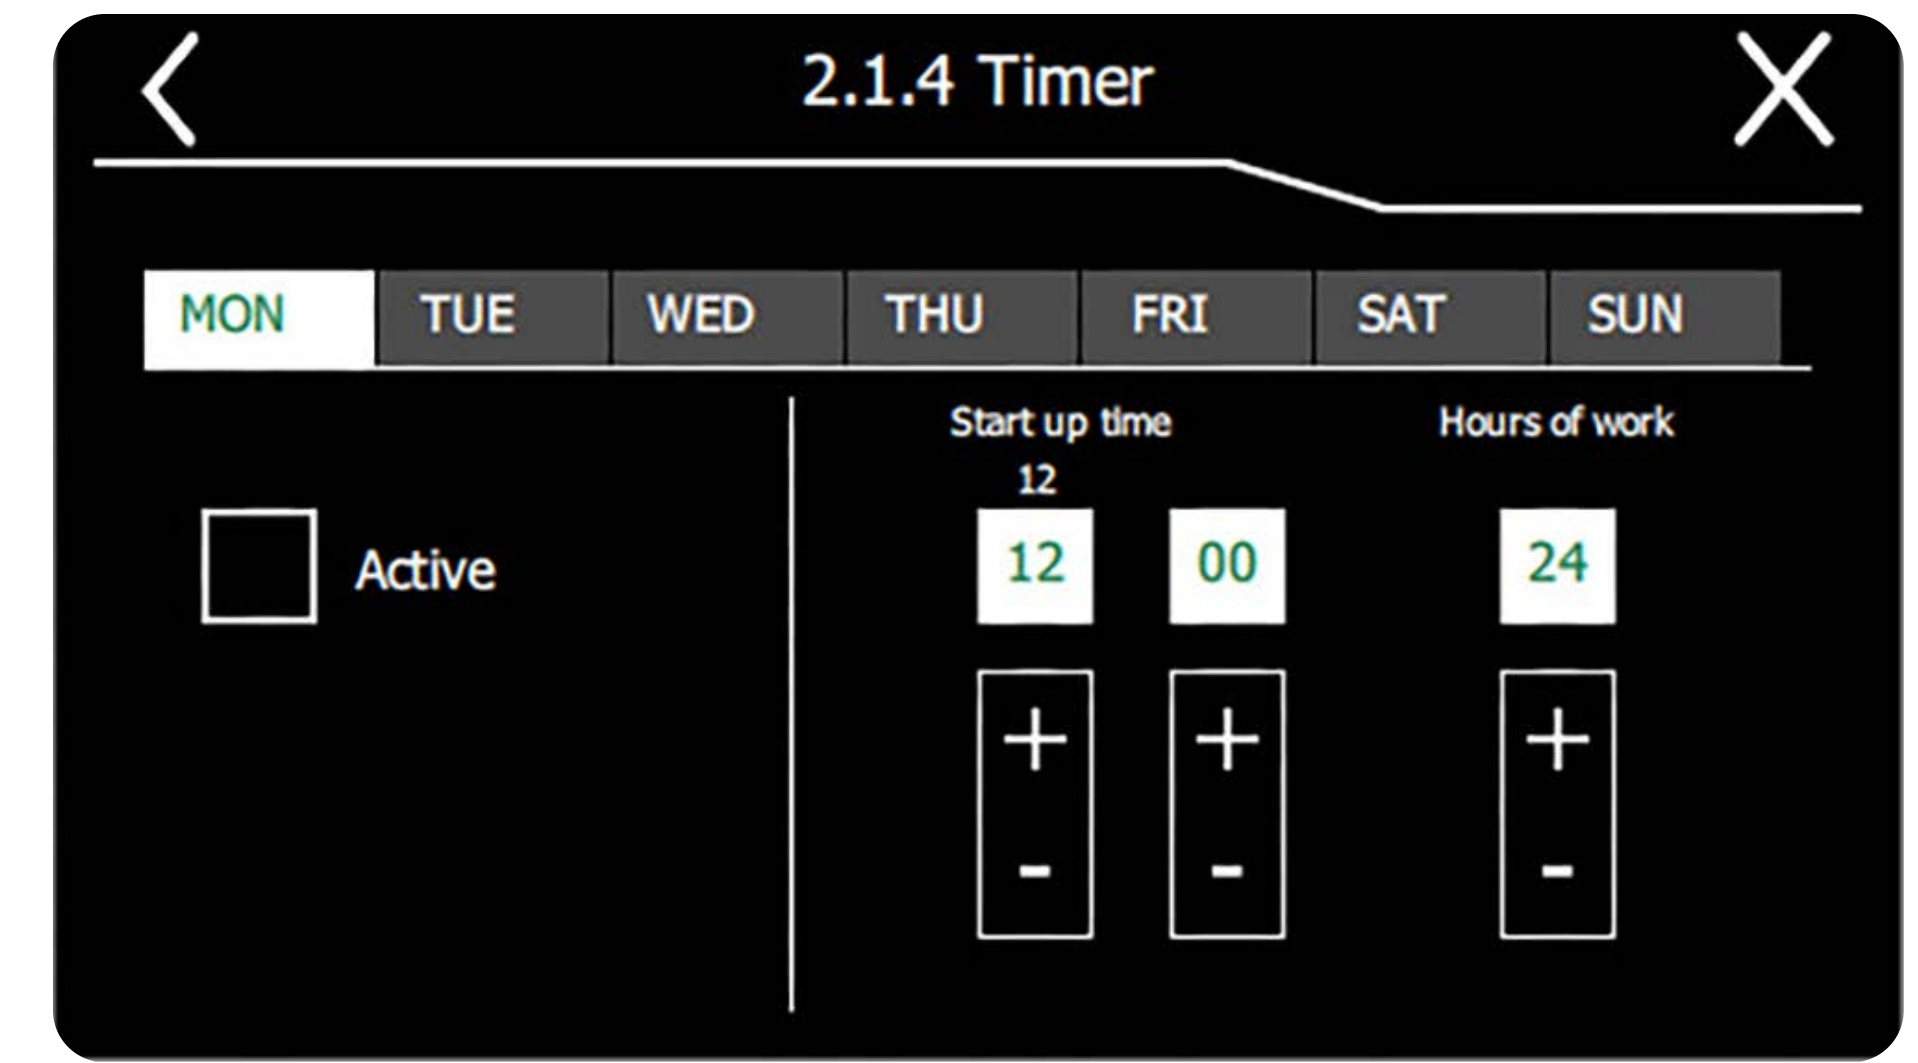 2.1.4 Timer
MON TUE WED THU FRI SAT SUN
Start up time Hours of work
12
Active 12 00 24
+ + +
- - -